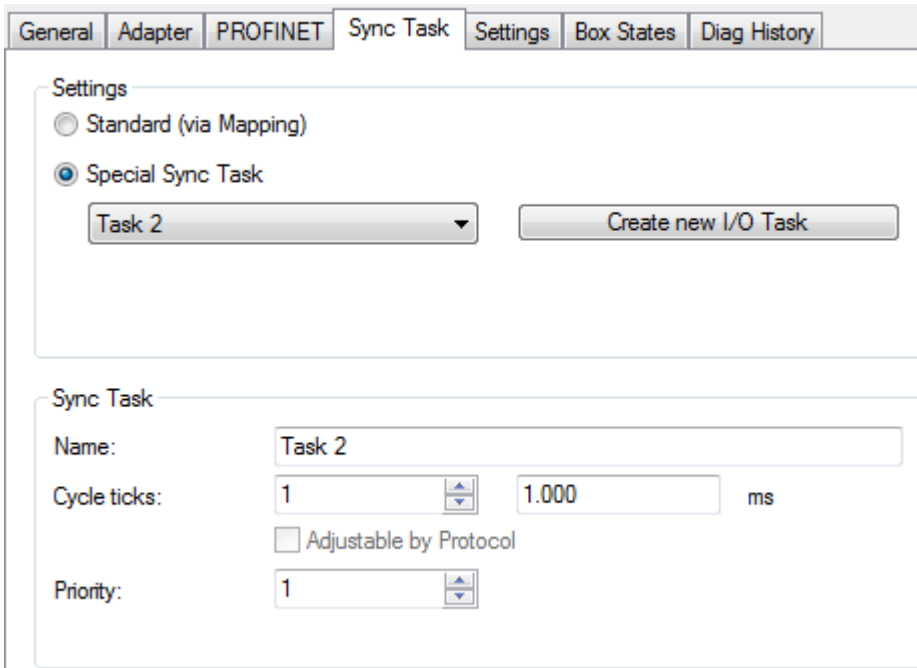 General Adapter PROFINET Sync Task Settings Box States Diag History
Settings
Standard (via Mapping)
Special Sync Task
Task 2 Create new I/O Task
Sync Task
Name: Task 2
Cycle ticks: 1 1.000 ms
Adjustable by Protocol
Priority: 1